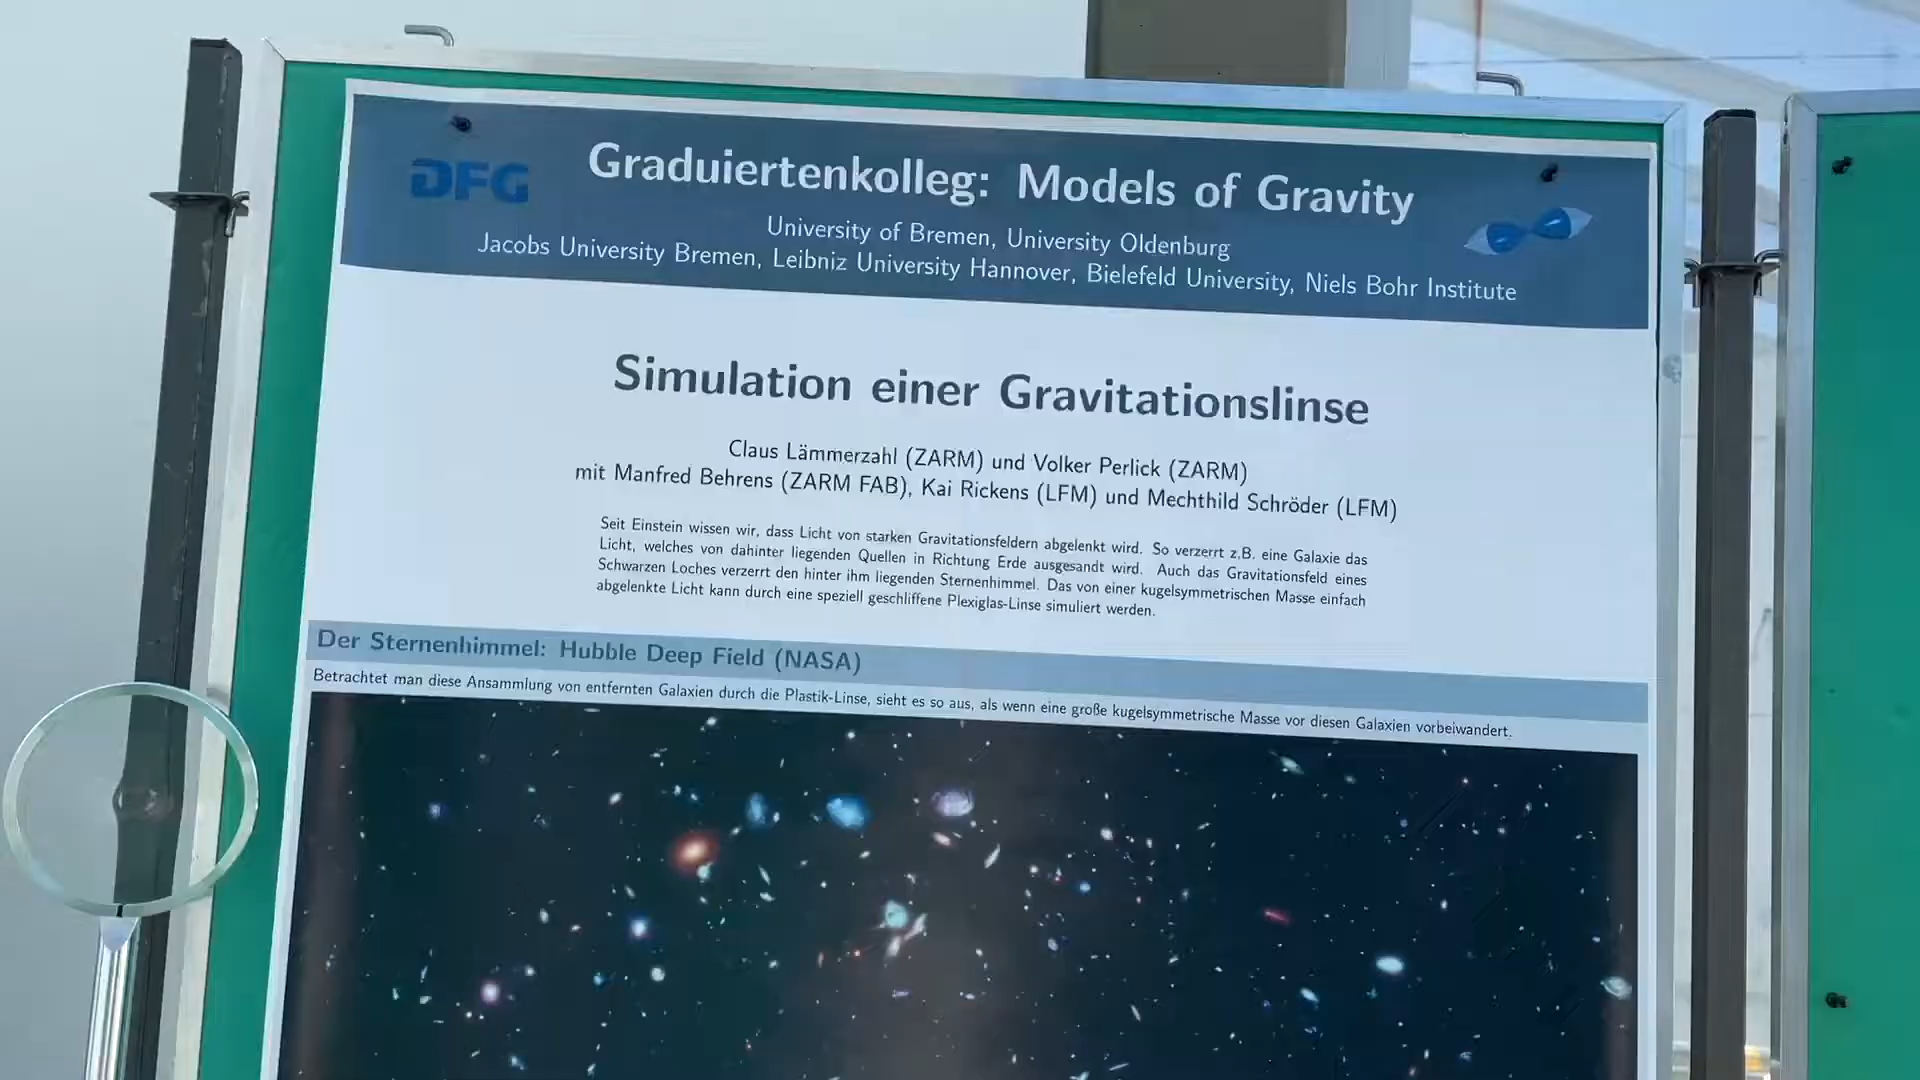 DFG
Graduiertenkolleg: Models of Gravity
University of Bremen, University Oldenburg
Jacobs University Bremen, Leibniz University Hannover, Bielefeld University, Niels Bohr Institute
Simulation einer Gravitationslinse
Claus Lämmerzahl (ZARM) und Volker Perlick (ZARM)
mit Manfred Behrens (ZARM FAB), Kai Rickens (LFM) und Mechthild Schröder (LFM)
Seit Einstein wissen wir, dass Licht von starken Gravitationsfeldern abgelenkt wird. So verzerrt z.B. eine Galaxie das
Licht, welches von dahinter liegenden Quellen in Richtung Erde ausgesandt wird. Auch das Gravitationsfeld eines
Schwarzen Loches verzerrt den hinter ihm liegenden Sternenhimmel. Das von einer kugelsymmetrischen Masse einfach
abgelenkte Licht kann durch eine speziell geschliffene Plexiglas-Linse simuliert werden.
Der Sternenhimmel: Hubble Deep Field (NASA)
Betrachtet man diese Ansammlung von entfernten Galaxien durch die Plastik-Linse, sieht es so aus, als wenn eine große kugelsymmetrische Masse vor diesen Galaxien vorbeiwandert.